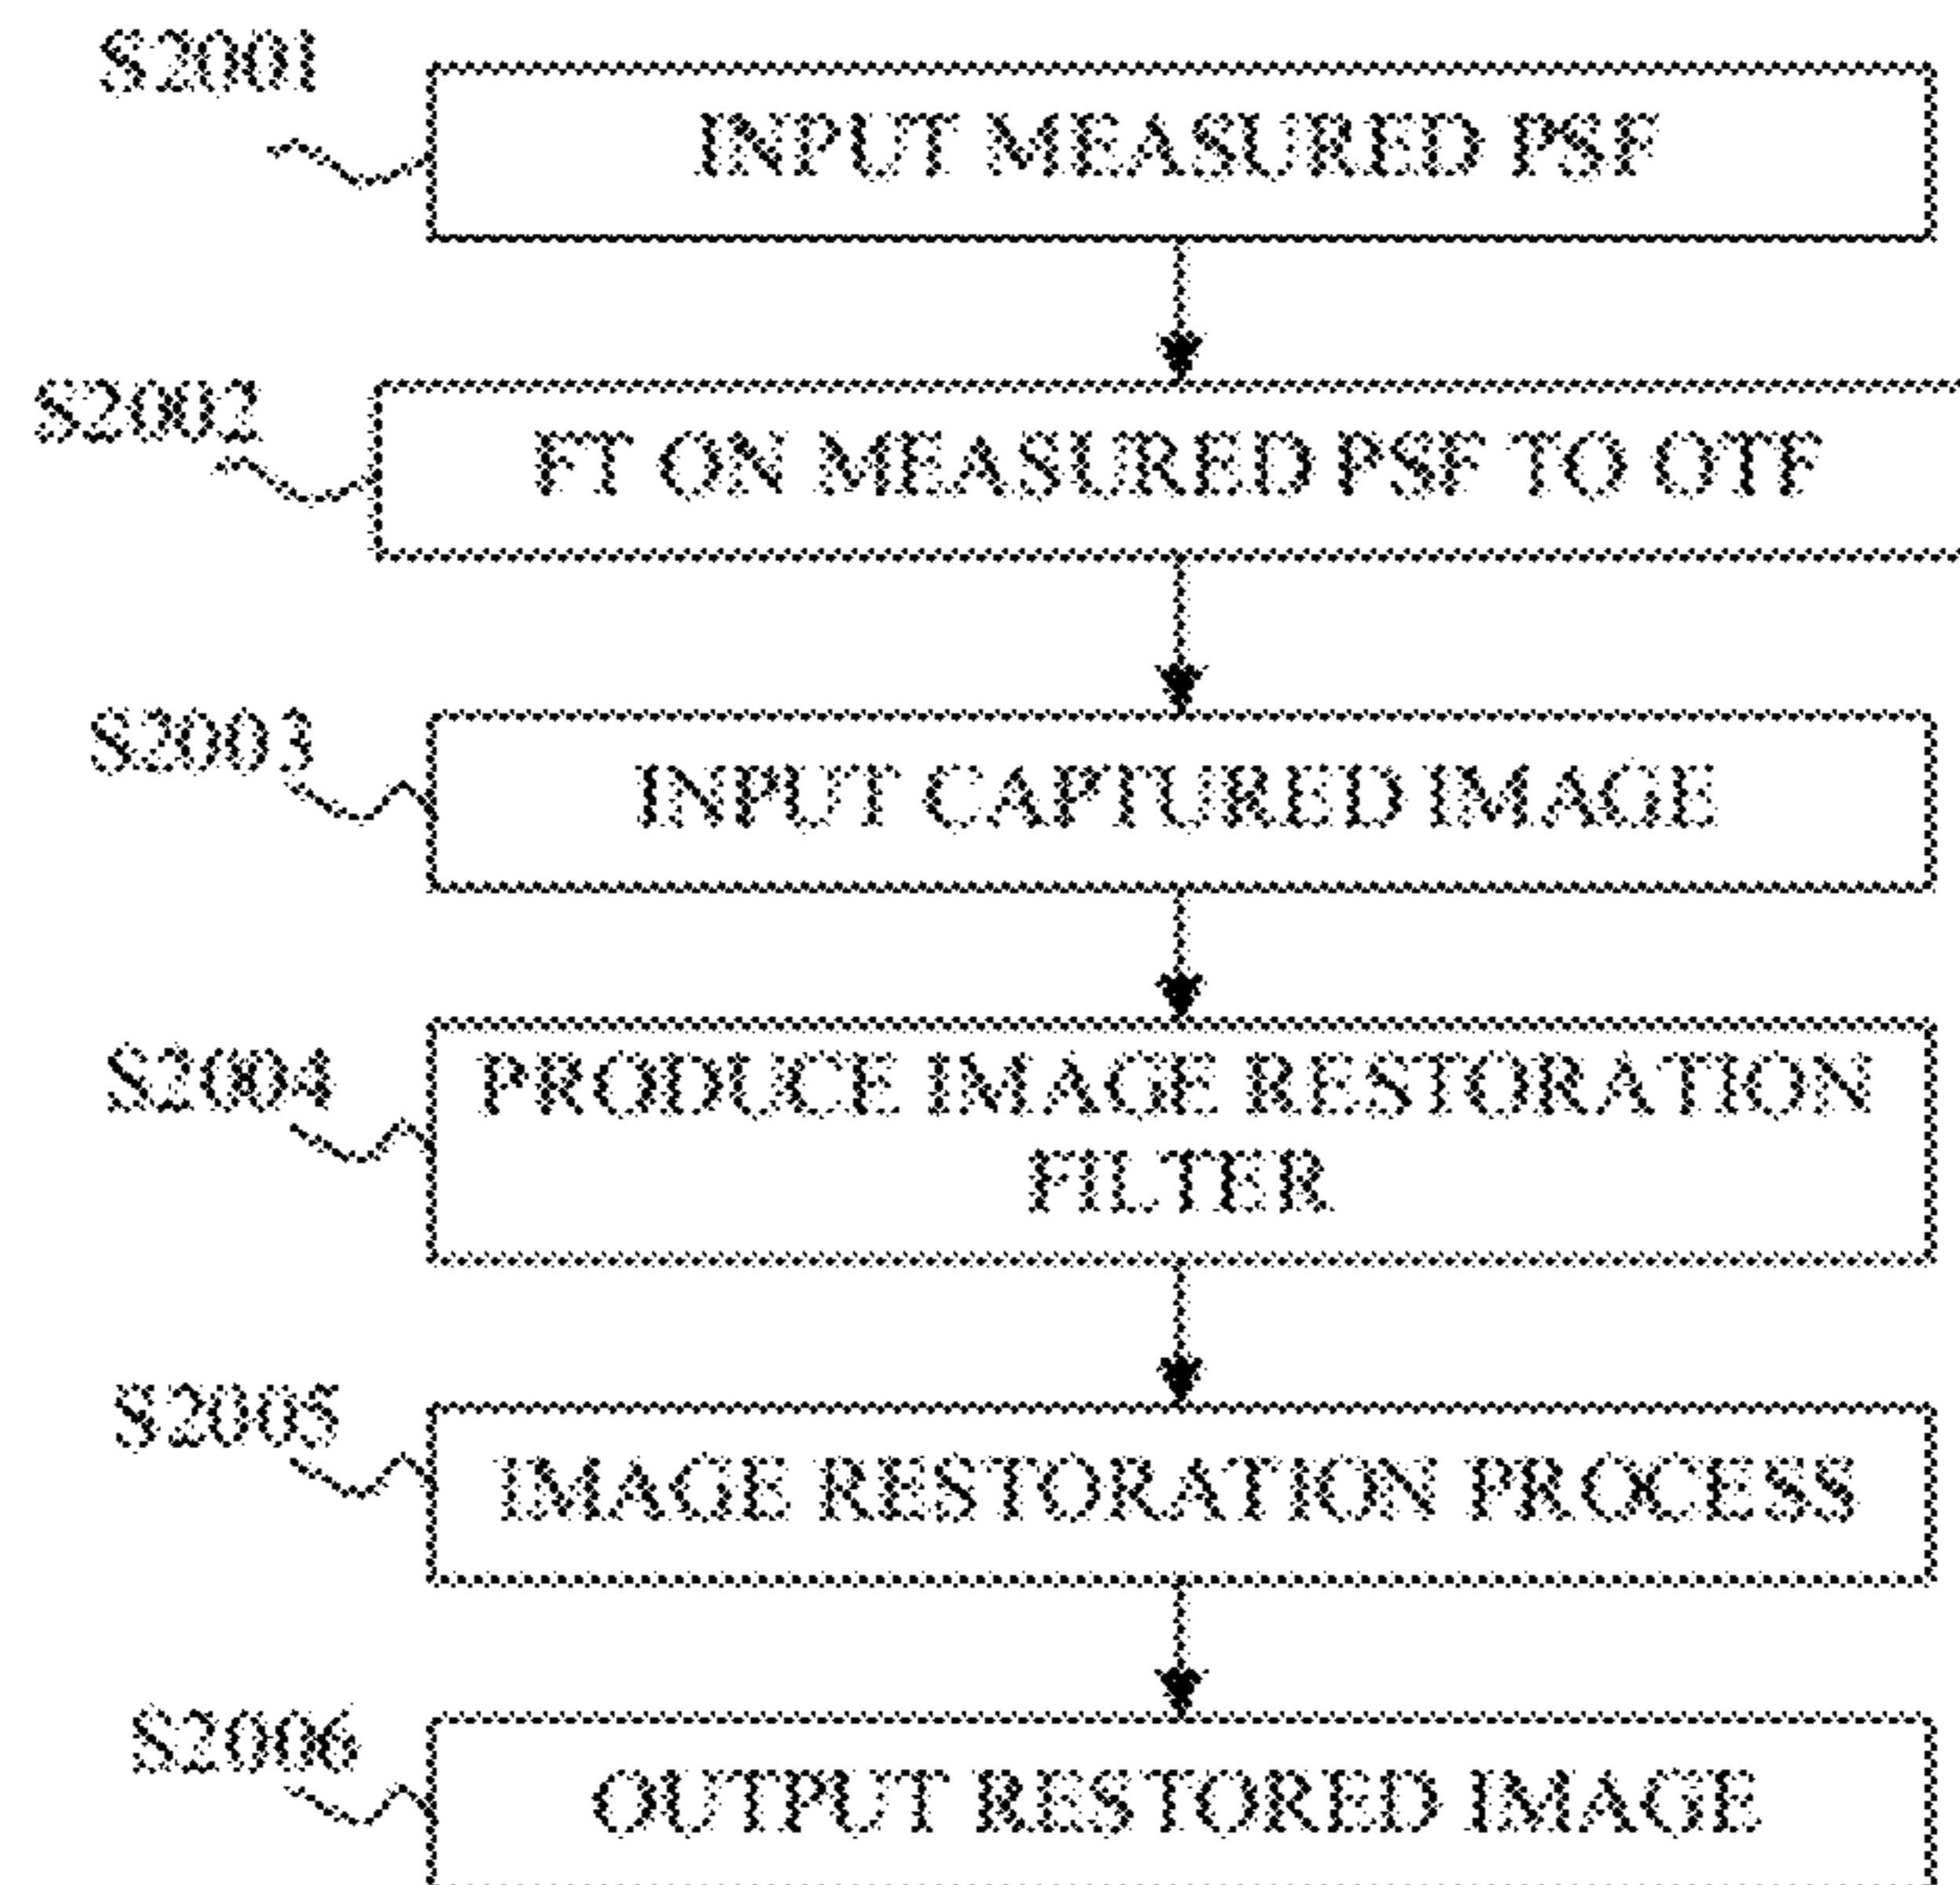 S2001
INPUT MEASURED PSF
S2002
FT ON MEASURED PSF TO OTF
S2003
INPUT CAPTURED IMAGE
S2004
PRODUCE IMAGE RESTORATION
FILTER
S2005
IMAGE RESTORATION PROCESS
S2006
OUTPUT RESTORED IMAGE